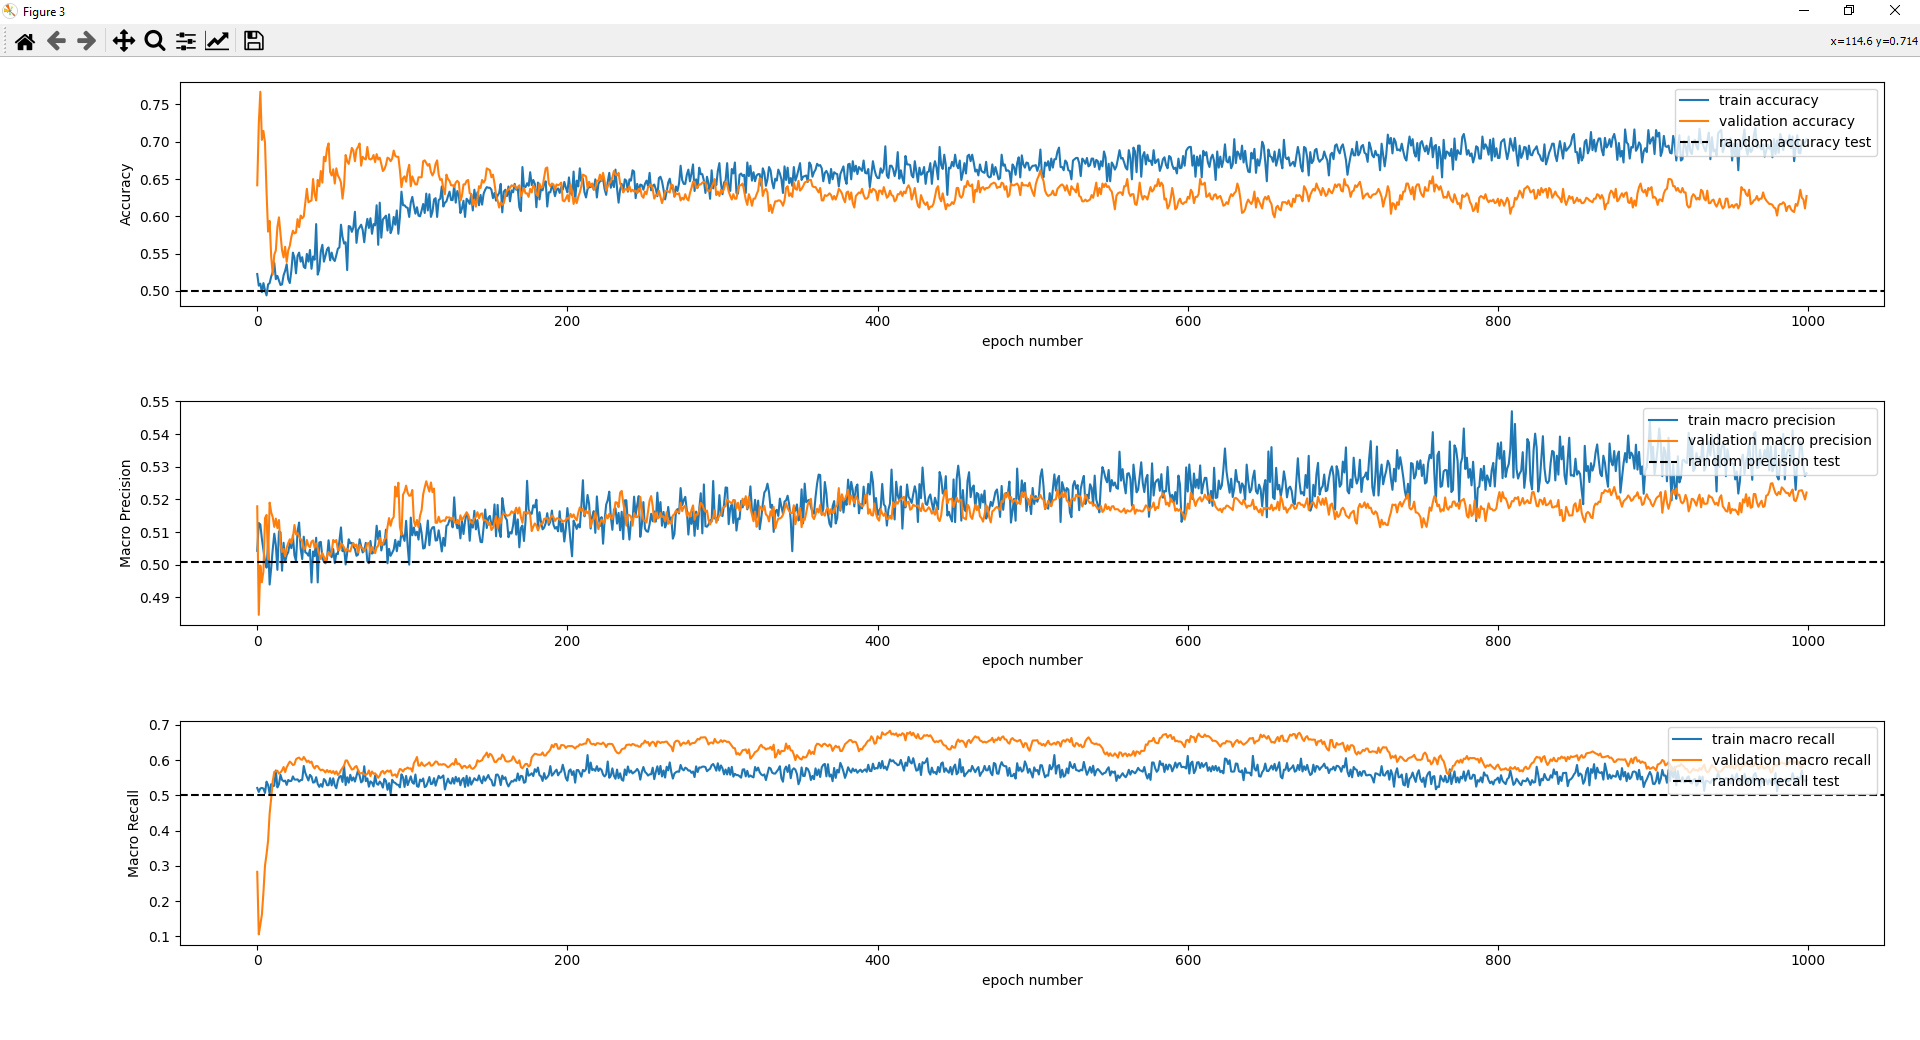 Figure 3
x=114.6 y=0.714
Accuracy
0.75
0.70
0.65
0.60
0.55
0.50
train accuracy
validation accuracy
random accuracy test
0 200 400 600 800 1000
epoch number
Macro Precision
0.55
0.54
0.53
0.52
0.51
0.50
0.49
train macro precision
validation macro precision
random precision test
0 200 400 600 800 1000
epoch number
Macro Recall
0.7
0.6
0.5
0.4
0.3
0.2
0.1
train macro recall
validation macro recall
random recall test
0 200 400 600 800 1000
epoch number